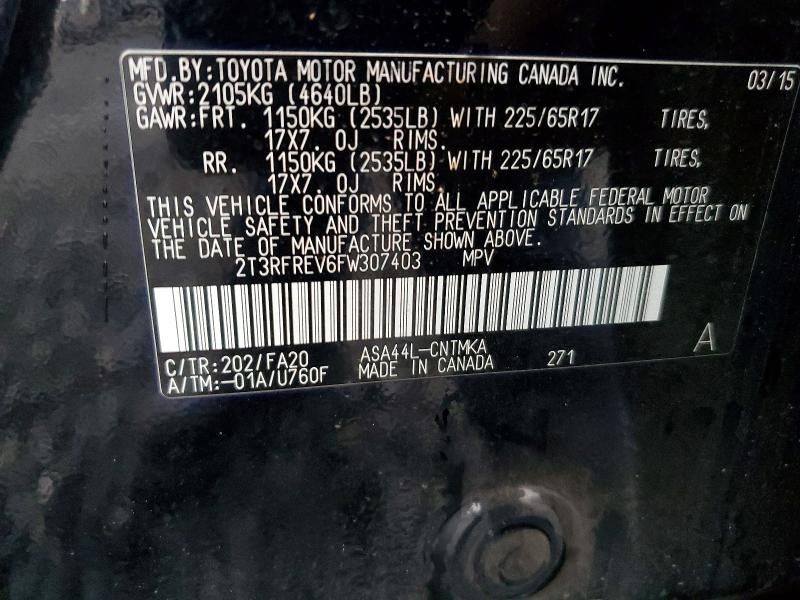 MFD.BY:TOYOTA MOTOR MANUFACTURING CANADA INC. 03/15
GVWR:2105KG (4640LB)
GAWR:FRT. 1150KG (2535LB) WITH 225/65R17 TIRES,
17X7. 0J RIMS.
RR. 1150KG (2535LB) WITH 225/65R17 TIRES,
17X7. 0J RIMS.
THIS VEHICLE CONFORMS TO ALL APPLICABLE FEDERAL MOTOR
VEHICLE SAFETY AND THEFT PREVENTION STANDARDS IN EFFECT ON
THE DATE OF MANUFACTURE SHOWN ABOVE.
2T3RFREV6FW307403 MPV
C/TR:202/FA20 ASA44L-CNTMKA 271 A
A/TM:-01A/U760F MADE IN CANADA